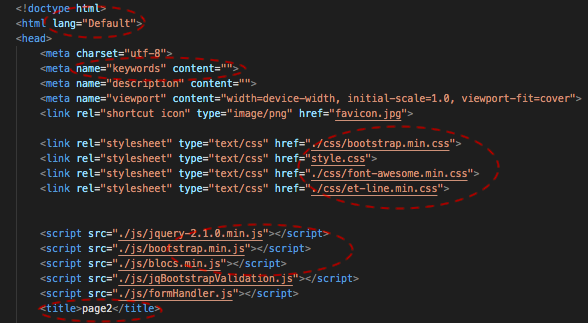 <!doctype html>
<html lang="Default">
<head>
<meta charset="utf-8">
<meta name="keywords" content="">
<meta name="description" content="">
<meta name="viewport" content="width=device-width, initial-scale=1.0, viewport-fit=cover">
<link rel="shortcut icon" type="image/png" href="favicon.jpg">
<link rel="stylesheet" type="text/css" href="./css/bootstrap.min.css">
<link rel="stylesheet" type="text/css" href="style.css">
<link rel="stylesheet" type="text/css" href="./css/font-awesome.min.css">
<link rel="stylesheet" type="text/css" href="./css/et-line.min.css">
<script src="./js/jquery-2.1.0.min.js"></script>
<script src="./js/bootstrap.min.js"></script>
<script src="./js/blocs.min.js"></script>
<script src="./js/jqBootstrapValidation.js"></script>
<script src="./js/formHandler.js"></script>
<title>page2</title>